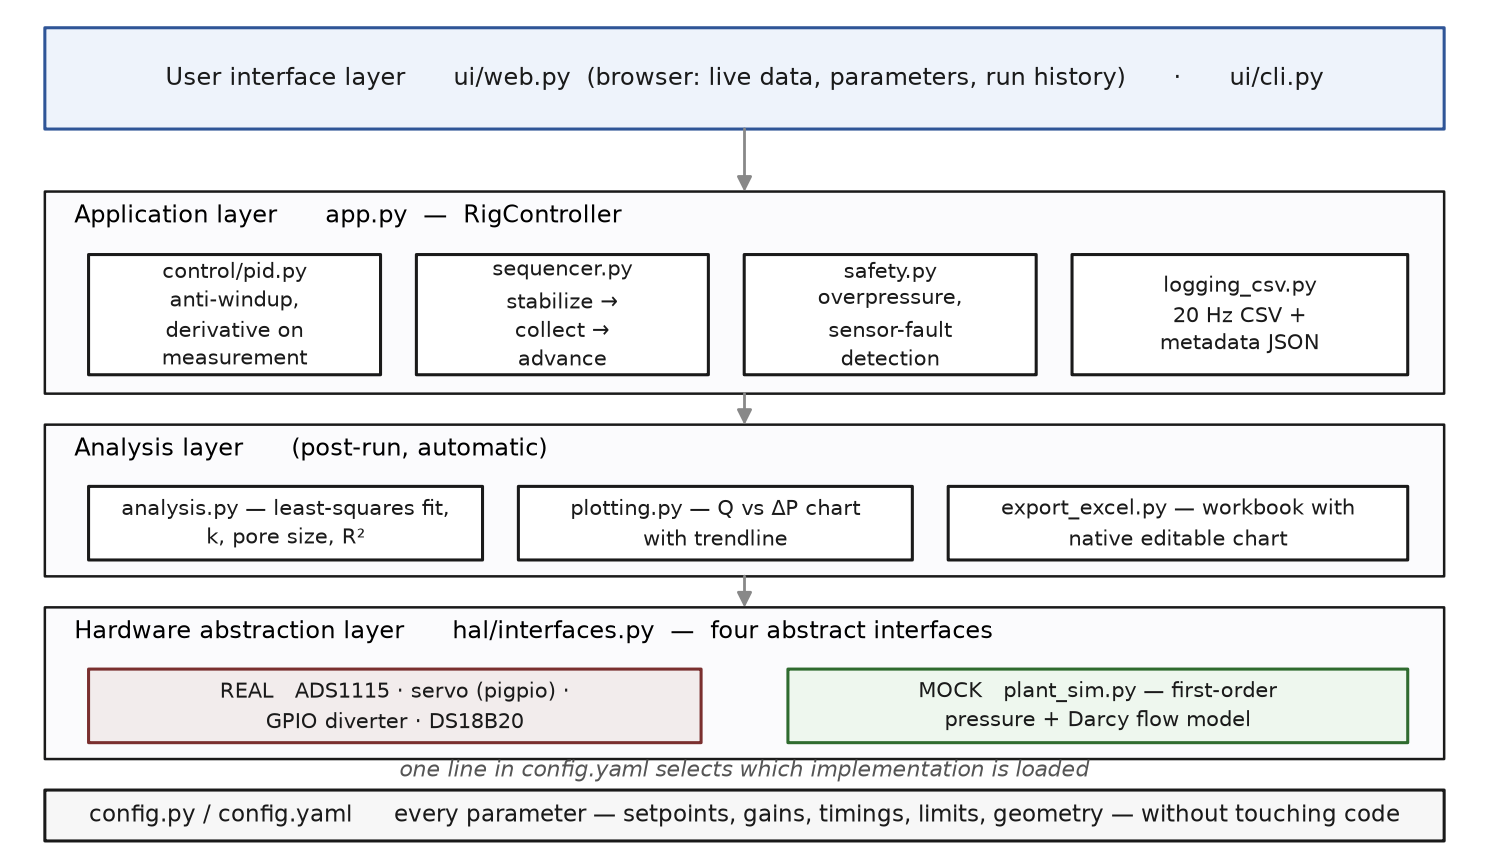 User interface layer ui/web.py (browser: live data, parameters, run history) · ui/cli.py
Application layer app.py — RigController
control/pid.py
anti-windup,
derivative on
measurement
sequencer.py
stabilize →
collect →
advance
safety.py
overpressure,
sensor-fault
detection
logging_csv.py
20 Hz CSV +
metadata JSON
Analysis layer (post-run, automatic)
analysis.py — least-squares fit,
k, pore size, R²
plotting.py — Q vs ΔP chart
with trendline
export_excel.py — workbook with
native editable chart
Hardware abstraction layer hal/interfaces.py — four abstract interfaces
REAL ADS1115 · servo (pigpio) ·
GPIO diverter · DS18B20
MOCK plant_sim.py — first-order
pressure + Darcy flow model
one line in config.yaml selects which implementation is loaded
config.py / config.yaml every parameter — setpoints, gains, timings, limits, geometry — without touching code